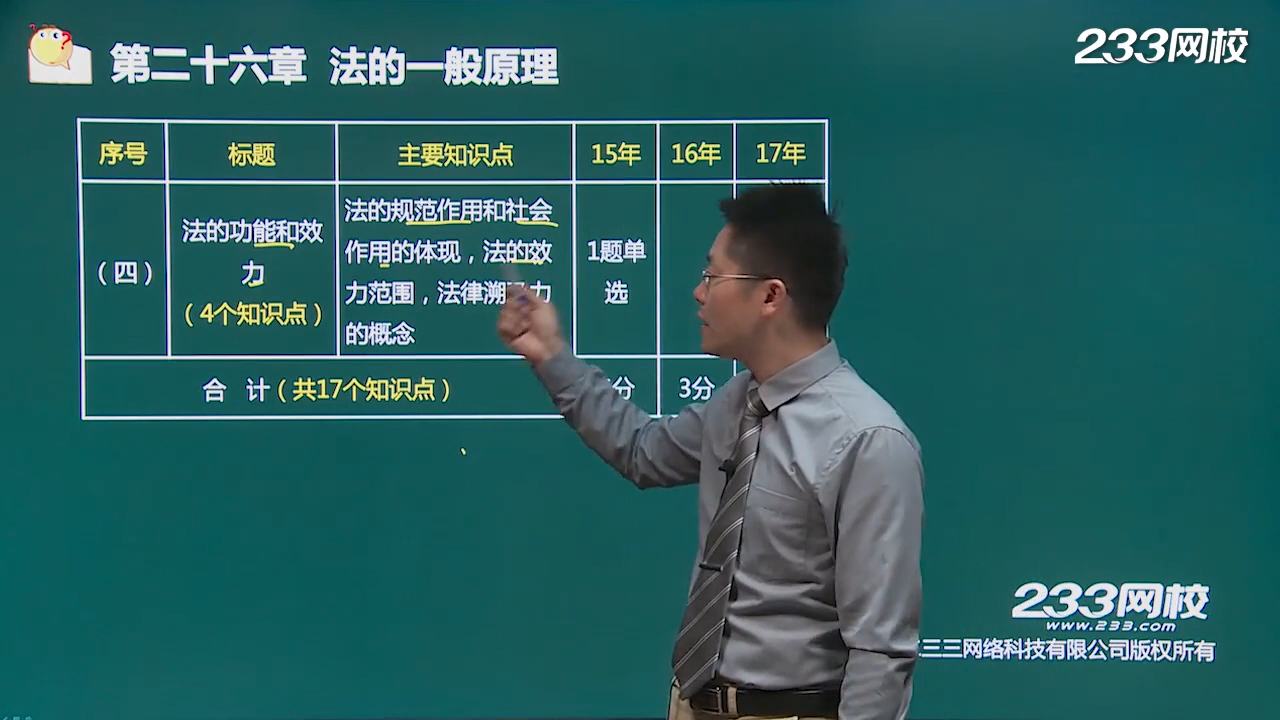 第二十六章 法的一般原理
233网校
序号
标题
主要知识点
15年
16年
17年
（四）
法的功能和效
力
（4个知识点）
法的规范作用和社会
作用的体现，法的效
力范围，法律溯及力
的概念
1题单
选
合 计（共17个知识点）
分
3分
233网校
www.233.com
三三网络科技有限公司版权所有